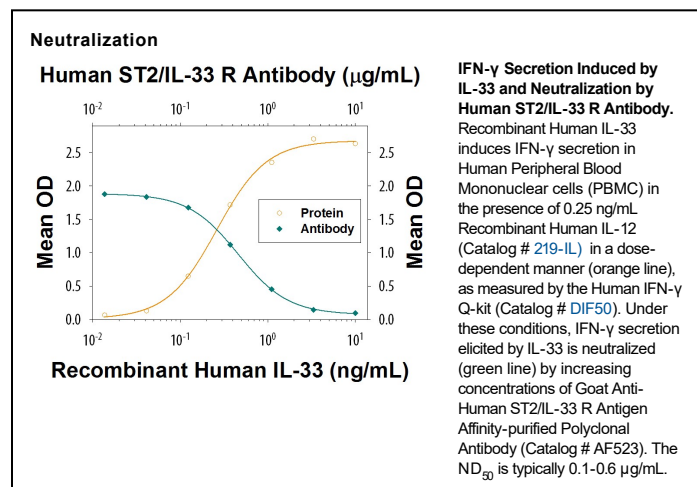 Neutralization
Human ST2/IL-33 R Antibody (µg/mL)
10-2 10-1 100 101
2.5 2.5
2.0 2.0
1.5 1.5
1.0 1.0
0.5 0.5
0.0 0.0
Mean OD
Mean OD
Protein
Antibody
10-2 10-1 100 101
Recombinant Human IL-33 (ng/mL)
IFN-γ Secretion Induced by
IL-33 and Neutralization by
Human ST2/IL-33 R Antibody.
Recombinant Human IL-33
induces IFN-γ secretion in
Human Peripheral Blood
Mononuclear cells (PBMC) in
the presence of 0.25 ng/mL
Recombinant Human IL-12
(Catalog # 219-IL) in a dose-
dependent manner (orange line),
as measured by the Human IFN-γ
Q-kit (Catalog # DIF50). Under
these conditions, IFN-γ secretion
elicited by IL-33 is neutralized
(green line) by increasing
concentrations of Goat Anti-
Human ST2/IL-33 R Antigen
Affinity-purified Polyclonal
Antibody (Catalog # AF523). The
ND50 is typically 0.1-0.6 µg/mL.